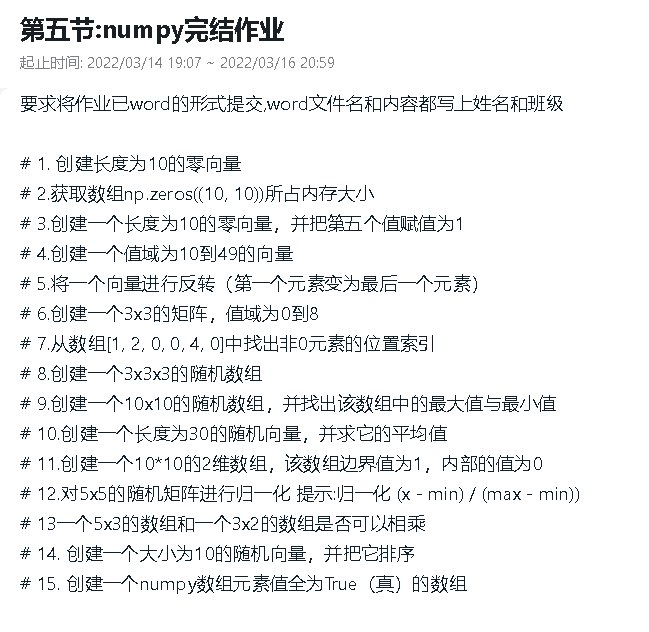 第五节:numpy完结作业
起止时间: 2022/03/14 19:07 ~ 2022/03/16 20:59
要求将作业已word的形式提交,word文件名和内容都写上姓名和班级
# 1. 创建长度为10的零向量
# 2.获取数组np.zeros((10, 10))所占内存大小
# 3.创建一个长度为10的零向量，并把第五个值赋值为1
# 4.创建一个值域为10到49的向量
# 5.将一个向量进行反转（第一个元素变为最后一个元素）
# 6.创建一个3x3的矩阵，值域为0到8
# 7.从数组[1, 2, 0, 0, 4, 0]中找出非0元素的位置索引
# 8.创建一个3x3x3的随机数组
# 9.创建一个10x10的随机数组，并找出该数组中的最大值与最小值
# 10.创建一个长度为30的随机向量，并求它的平均值
# 11.创建一个10*10的2维数组，该数组边界值为1，内部的值为0
# 12.对5x5的随机矩阵进行归一化 提示:归一化 (x - min) / (max - min))
# 13一个5x3的数组和一个3x2的数组是否可以相乘
# 14. 创建一个大小为10的随机向量，并把它排序
# 15. 创建一个numpy数组元素值全为True（真）的数组